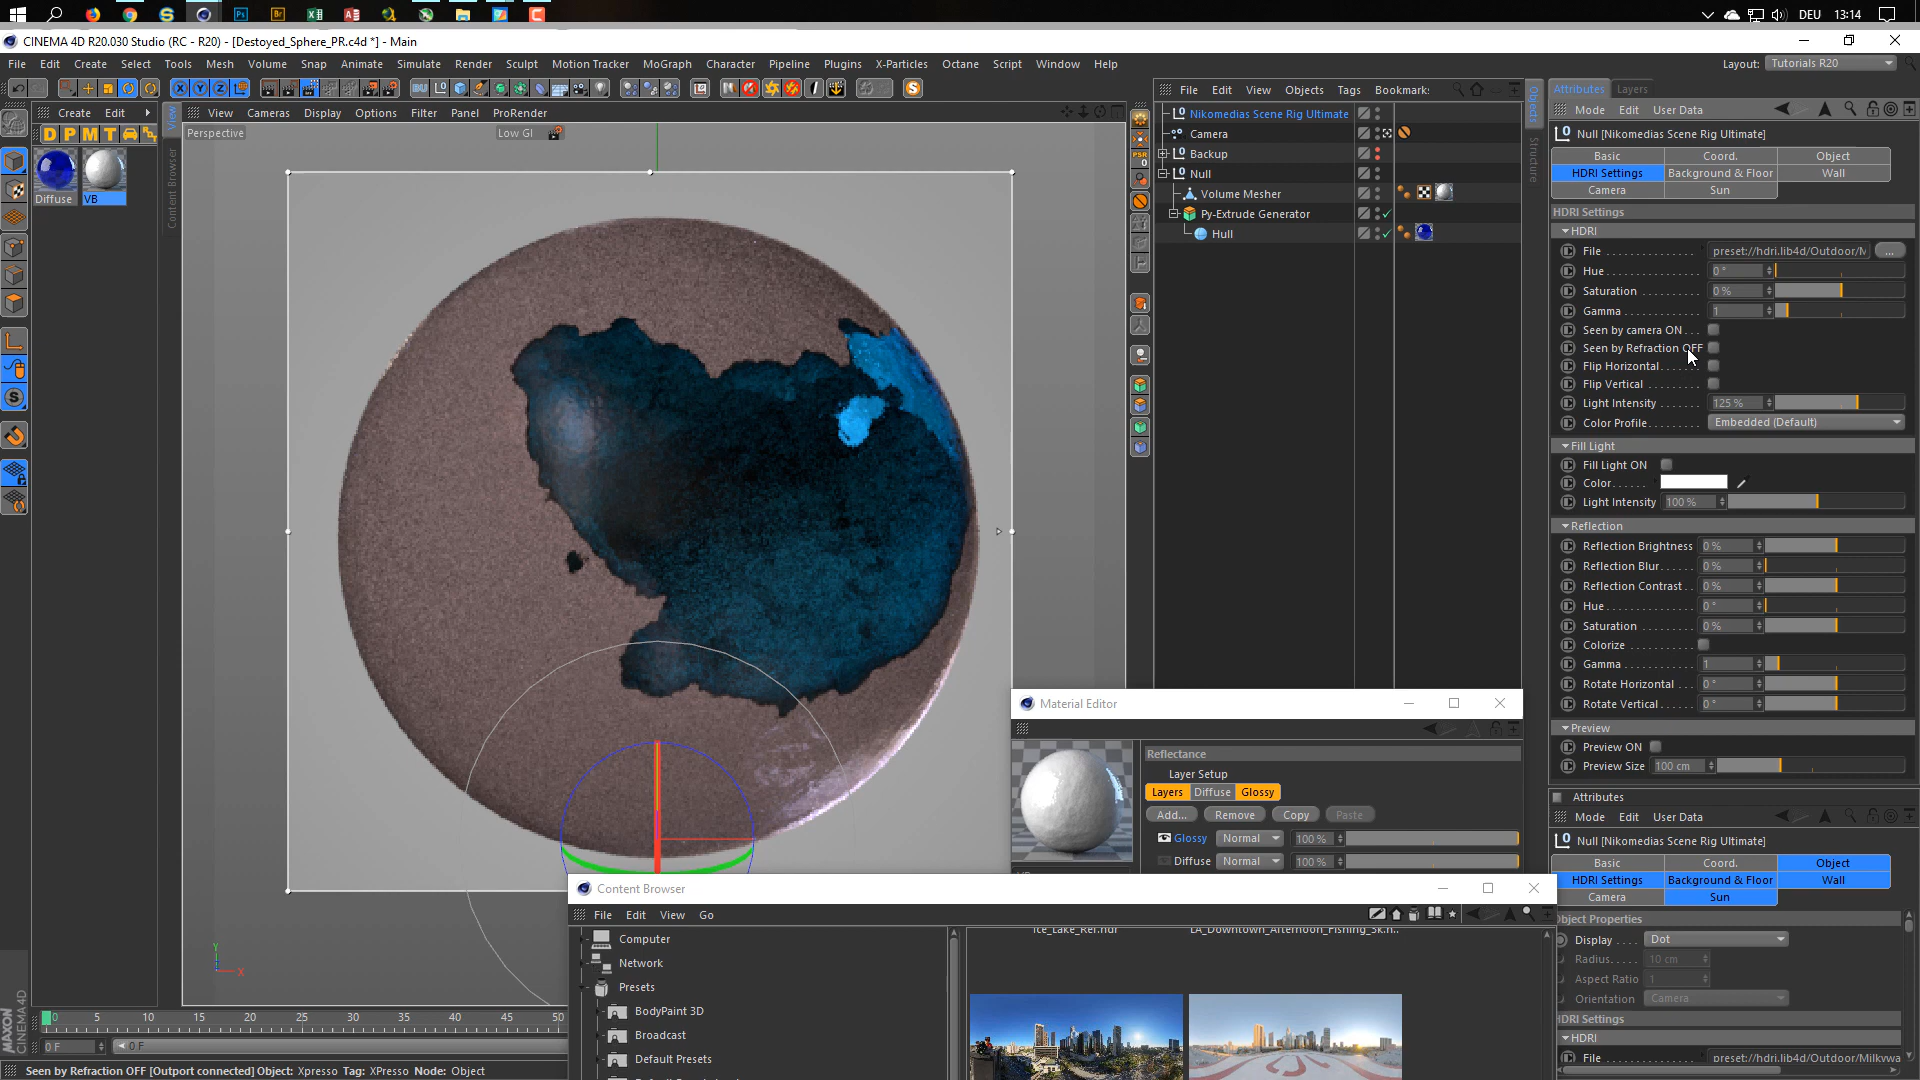 DEU 13:14
CINEMA 4D R20.030 Studio (RC - R20) - [Destoyed_Sphere_PR.c4d *] - Main
File Edit Create Select Tools Mesh Volume Snap Animate Simulate Render Sculpt Motion Tracker MoGraph Character Pipeline Plugins X-Particles Octane Script Window Help Layout: Tutorials R20
Create Edit
View Cameras Display Options Filter Panel ProRender
Perspective Low GI
D P M T
Diffuse VB
View
Content Browser
PSR
File Edit View Objects Tags Bookmark:
Nikomedias Scene Rig Ultimate
Camera
Backup
Null
Volume Mesher
Py-Extrude Generator
Hull
Objects
Structure
Attributes Layers
Mode Edit User Data
Null [Nikomedias Scene Rig Ultimate]
Basic Coord. Object
HDRI Settings Background & Floor Wall
Camera Sun
HDRI Settings
HDRI
File preset://hdri.lib4d/Outdoor/M ...
Hue 0 °
Saturation 0 %
Gamma 1
Seen by camera ON
Seen by Refraction OFF
Flip Horizontal
Flip Vertical
Light Intensity 125 %
Color Profile Embedded (Default)
Fill Light
Fill Light ON
Color
Light Intensity 100 %
Reflection
Reflection Brightness 0 %
Reflection Blur 0 %
Reflection Contrast 0 %
Hue 0 °
Saturation 0 %
Colorize
Gamma 1
Rotate Horizontal 0 °
Rotate Vertical 0 °
Preview
Preview ON
Preview Size 100 cm
Material Editor
Reflectance
Layer Setup
Layers Diffuse Glossy
Add... Remove Copy Paste
Glossy Normal 100 %
Diffuse Normal 100 %
Content Browser
File Edit View Go
Computer
Network
Presets
BodyPaint 3D
Broadcast
Default Presets
Ice_Lake_Ref.hdr LA_Downtown_Afternoon_Fishing_3k.h..
Attributes
Mode Edit User Data
Null [Nikomedias Scene Rig Ultimate]
Basic Coord. Object
HDRI Settings Background & Floor Wall
Camera Sun
Object Properties
Display Dot
Radius 10 cm
Aspect Ratio 1
Orientation Camera
HDRI Settings
HDRI
File preset://hdri.lib4d/Outdoor/Milkywa
Y
X
0 5 10 15 20 25 30 35 40 45 50
0 F 0 F
MAXON CINEMA 4D
Seen by Refraction OFF [Outport connected] Object: Xpresso Tag: XPresso Node: Object